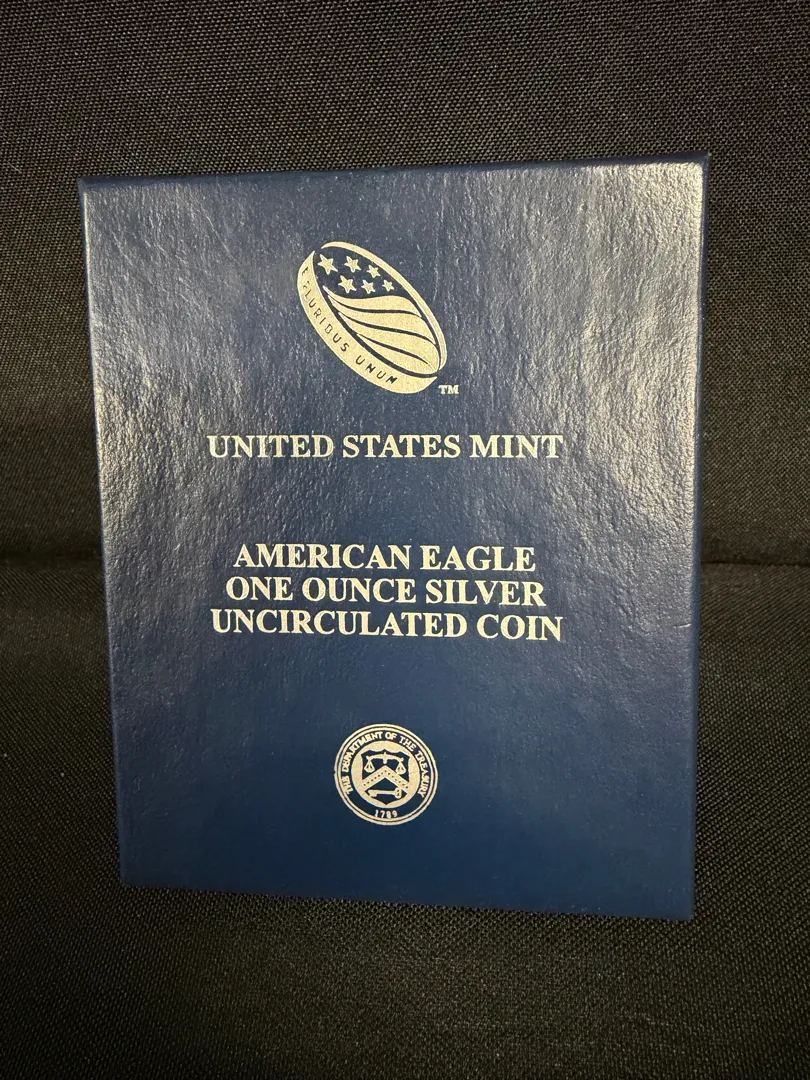 E PLURIBUS UNUM
TM
UNITED STATES MINT
AMERICAN EAGLE
ONE OUNCE SILVER
UNCIRCULATED COIN
THE DEPARTMENT OF THE TREASURY
1789